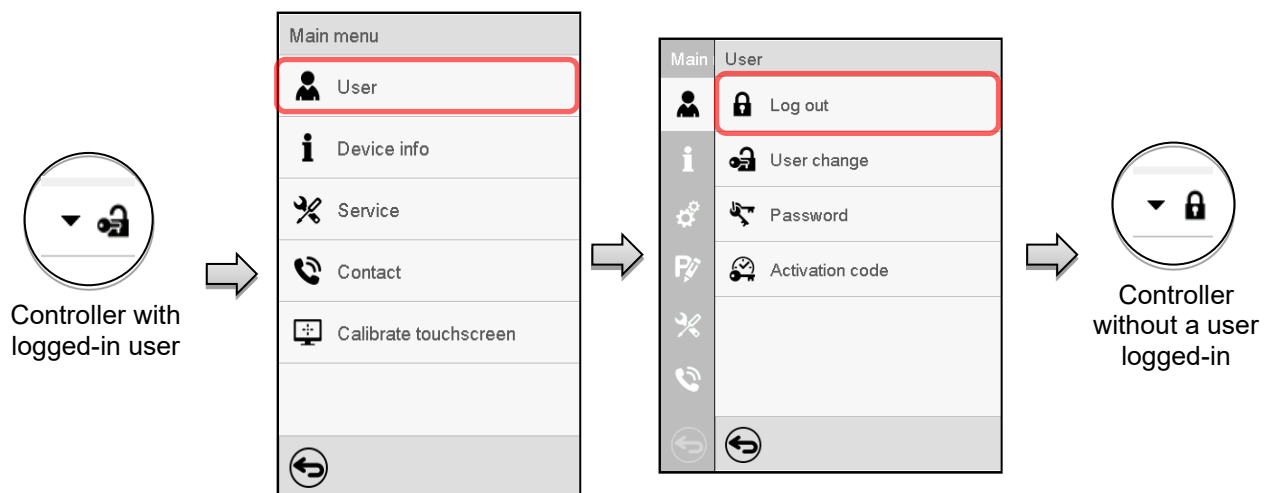 Controller with
logged-in user
Main menu
User
Device info
Service
Contact
Calibrate touchscreen
Main
User
Log out
User change
Password
Activation code
Controller
without a user
logged-in